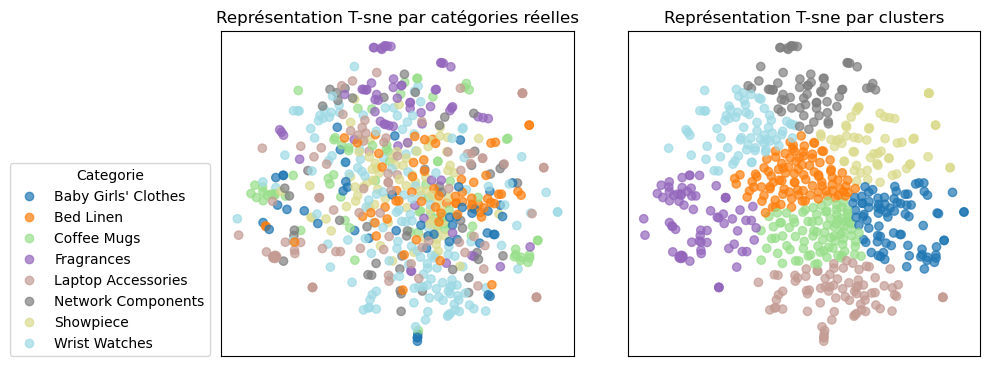 Représentation T-sne par catégories réelles
Représentation T-sne par clusters
Categorie
Baby Girls' Clothes
Bed Linen
Coffee Mugs
Fragrances
Laptop Accessories
Network Components
Showpiece
Wrist Watches